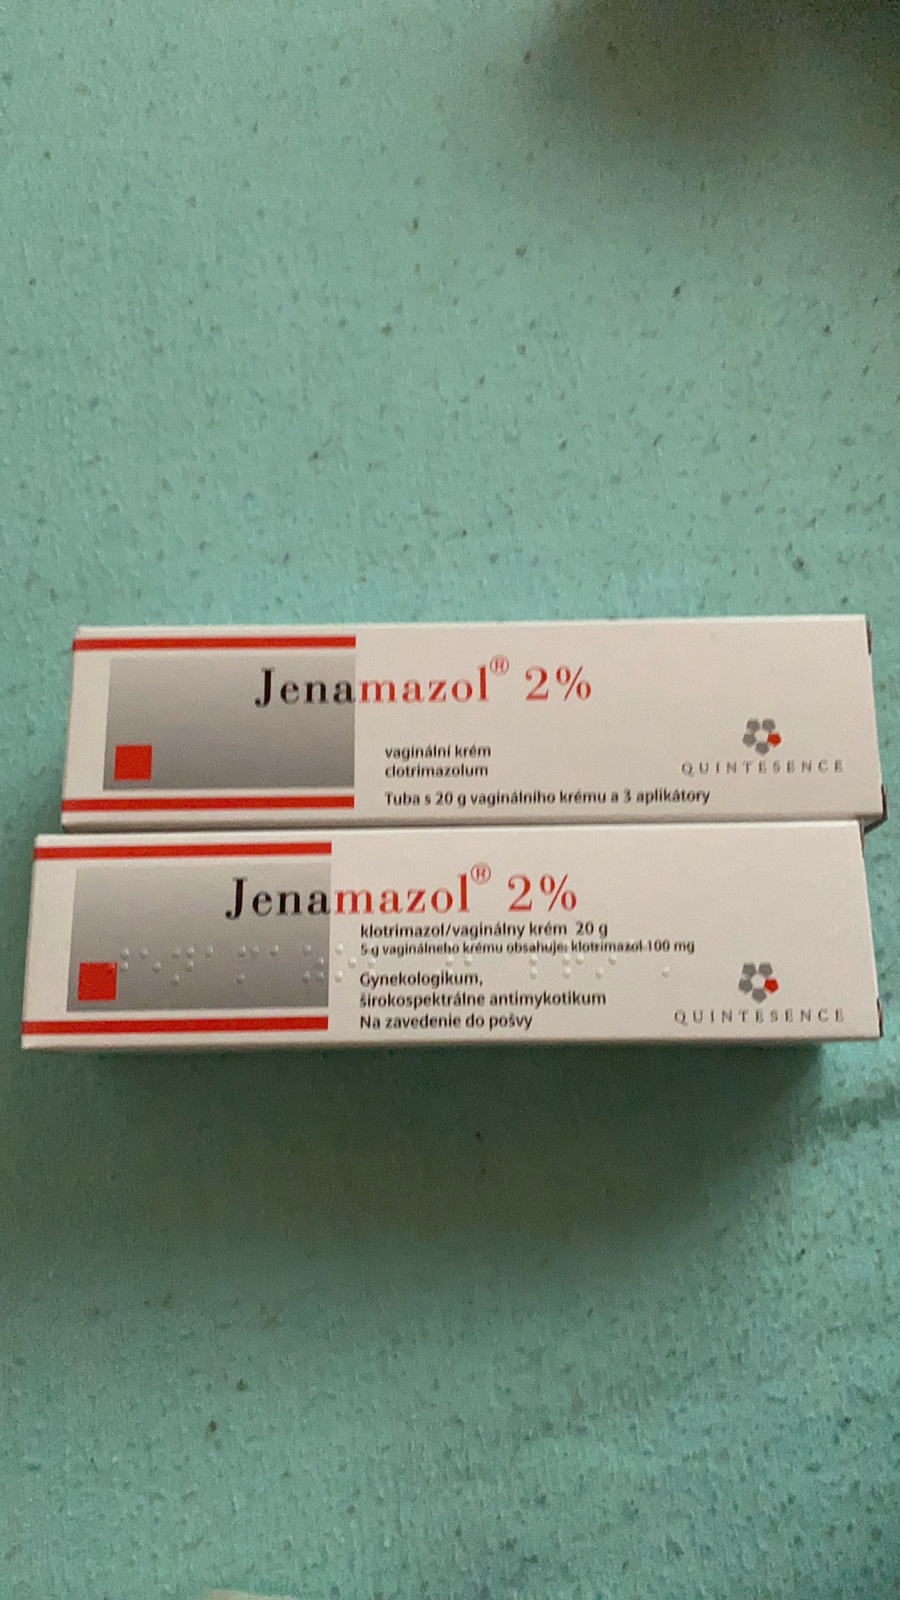 Jenamazol® 2%
vaginální krém
clotrimazolum
Tuba s 20 g vaginálního krému a 3 aplikátory
QUINTESENCE
Jenamazol® 2%
klotrimazol/vaginálny krém 20 g
5 g vaginálneho krému obsahuje: klotrimazol 100 mg
Gynekologikum,
širokospektrálne antimykotikum
Na zavedenie do pošvy
QUINTESENCE